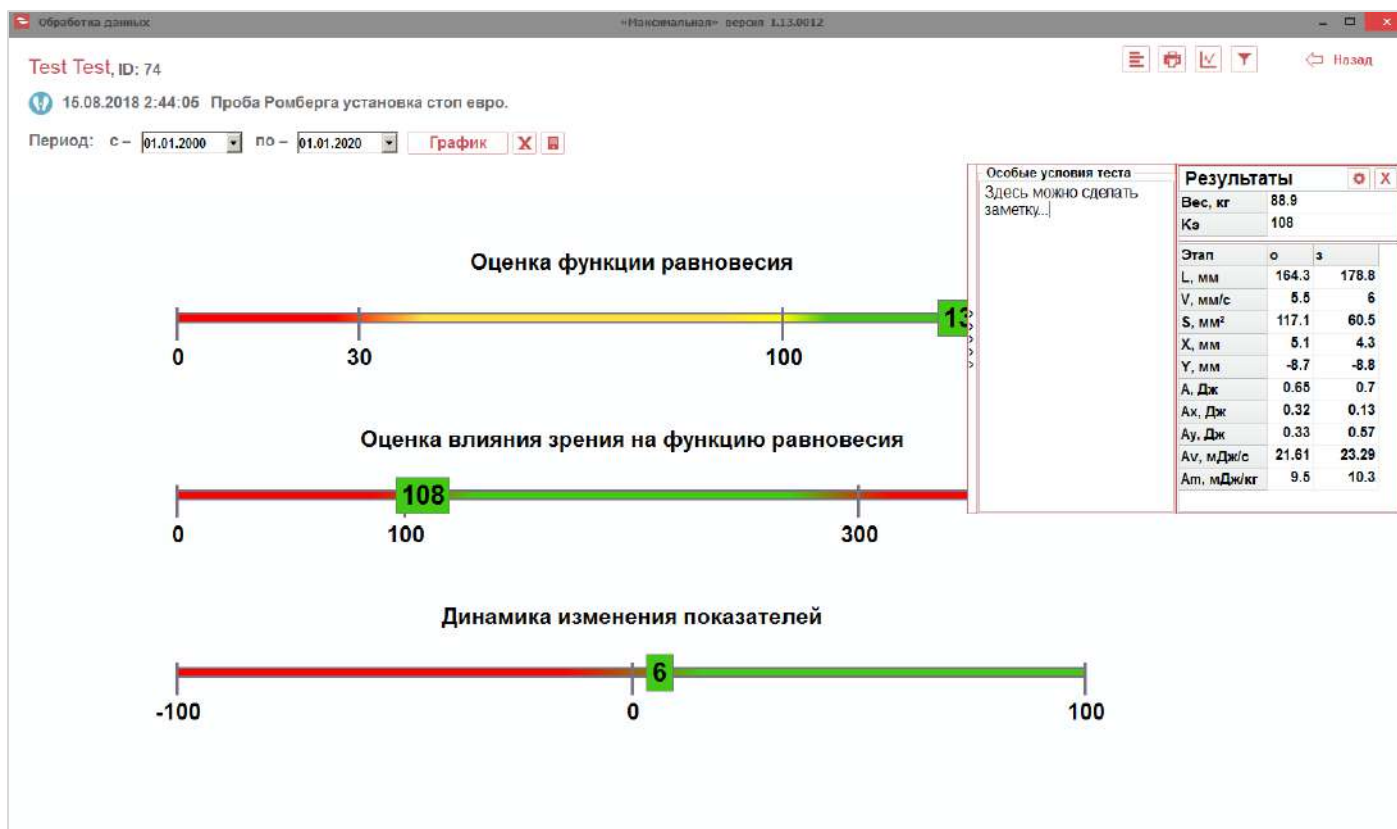 Обработка данных «Максимальная» версия 1.13.0012
Test Test, ID: 74
Назад
15.08.2018 2:44:05 Проба Ромберга установка стоп евро.
Период: с – 01.01.2000 по – 01.01.2020 График X
Особые условия теста
Здесь можно сделать
заметку...
Результаты X
Вес, кг 88.9
Кэ 108
Этап о з
L, мм 164.3 178.8
V, мм/с 5.5 6
S, мм² 117.1 60.5
X, мм 5.1 4.3
Y, мм -8.7 -8.8
A, Дж 0.65 0.7
Ax, Дж 0.32 0.13
Ay, Дж 0.33 0.57
Av, мДж/с 21.61 23.29
Am, мДж/кг 9.5 10.3
Оценка функции равновесия
13
0 30 100
Оценка влияния зрения на функцию равновесия
108
0 100 300
Динамика изменения показателей
6
-100 0 100